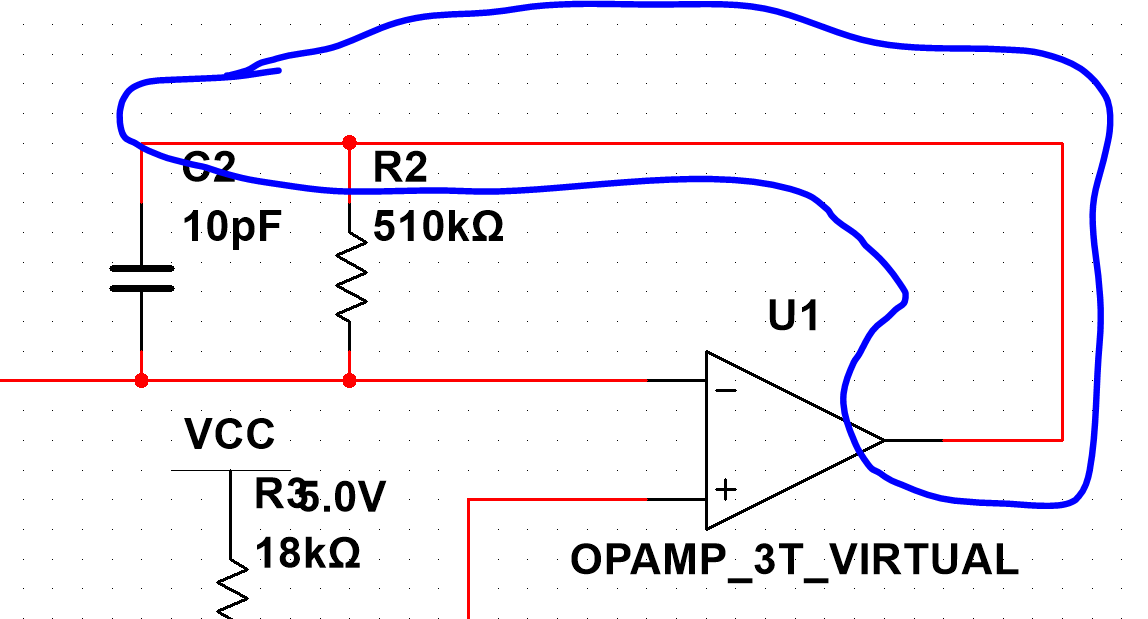 C2
10pF
R2
510kΩ
U1
VCC
R3
5.0V
18kΩ
OPAMP_3T_VIRTUAL